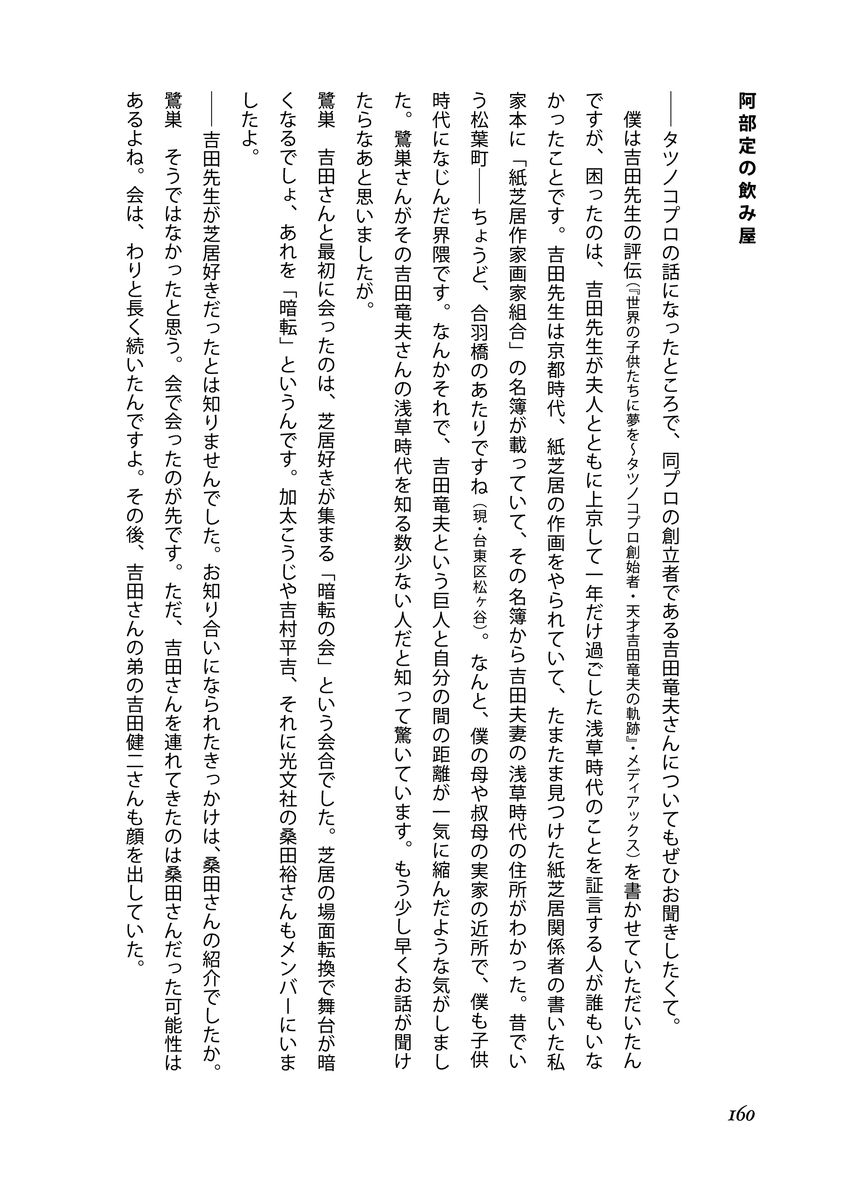 阿部定の飲み屋
――タツノコプロの話になったところで、同プロの創立者である吉田竜夫さんについてもぜひお聞きしたくて。
僕は吉田先生の評伝(『世界の子供たちに夢を〜タツノコプロ創始者・天才吉田竜夫の軌跡』・メディアックス)を書かせていただいたん
ですが、困ったのは、吉田先生が夫人とともに上京して一年だけ過ごした浅草時代のことを証言する人が誰もいな
かったことです。吉田先生は京都時代、紙芝居の作画をやられていて、たまたま見つけた紙芝居関係者の書いた私
家本に「紙芝居作家画家組合」の名簿が載っていて、その名簿から吉田夫妻の浅草時代の住所がわかった。昔でい
う松葉町――ちょうど、合羽橋のあたりですね(現・台東区松ヶ谷)。なんと、僕の母や叔母の実家の近所で、僕も子供
時代になじんだ界隈です。なんかそれで、吉田竜夫という巨人と自分の間の距離が一気に縮んだような気がしまし
た。鷺巣さんがその吉田竜夫さんの浅草時代を知る数少ない人だと知って驚いています。もう少し早くお話が聞け
たらなあと思いましたが。
鷺巣　吉田さんと最初に会ったのは、芝居好きが集まる「暗転の会」という会合でした。芝居の場面転換で舞台が暗
くなるでしょ、あれを「暗転」というんです。加太こうじや吉村平吉、それに光文社の桑田裕さんもメンバーにいま
したよ。
――吉田先生が芝居好きだったとは知りませんでした。お知り合いになられたきっかけは、桑田さんの紹介でしたか。
鷺巣　そうではなかったと思う。会で会ったのが先です。ただ、吉田さんを連れてきたのは桑田さんだった可能性は
あるよね。会は、わりと長く続いたんですよ。その後、吉田さんの弟の吉田健二さんも顔を出していた。
160